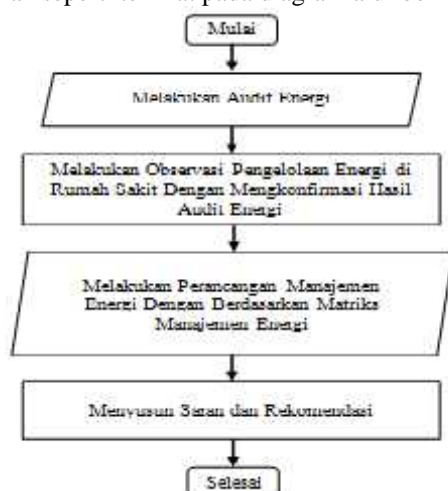 Mulai
Melakukan Audit Energi
Melakukan Observasi Pengelolaan Energi di
Rumah Sakit Dengan Mengkonfirmasi Hasil
Audit Energi
Melakukan Perancangan Manajemen
Energi Dengan Berdasarkan Matriks
Manajemen Energi
Menyusun Saran dan Rekomendasi
Selesai